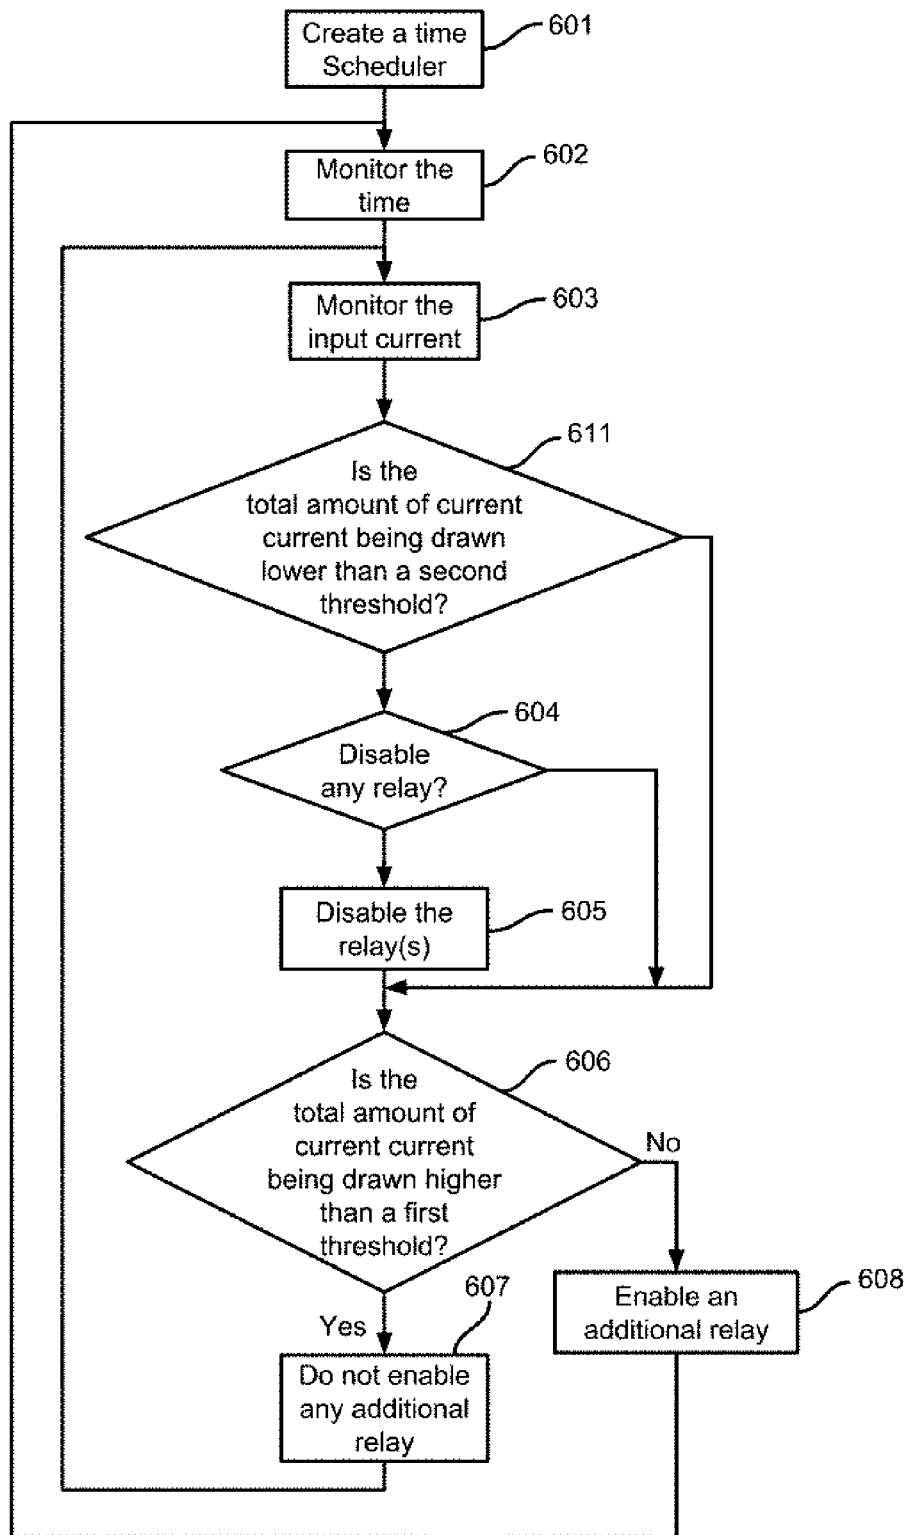 Create a time
Scheduler
601
Monitor the
time
602
Monitor the
input current
603
Is the
total amount of current
current being drawn
lower than a second
threshold?
611
Disable
any relay?
604
Disable the
relay(s)
605
Is the
total amount of
current current
being drawn higher
than a first
threshold?
606
No
Yes
607
Do not enable
any additional
relay
Enable an
additional relay
608